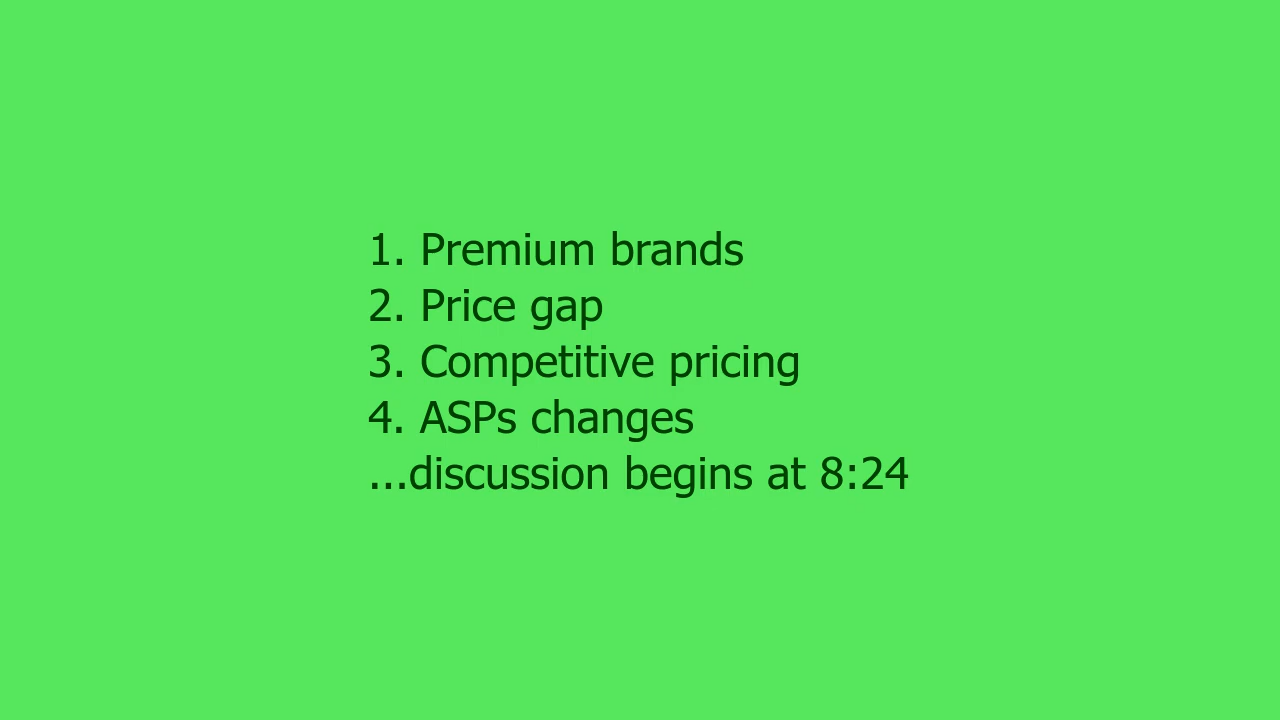 1. Premium brands
2. Price gap
3. Competitive pricing
4. ASPs changes
...discussion begins at 8:24